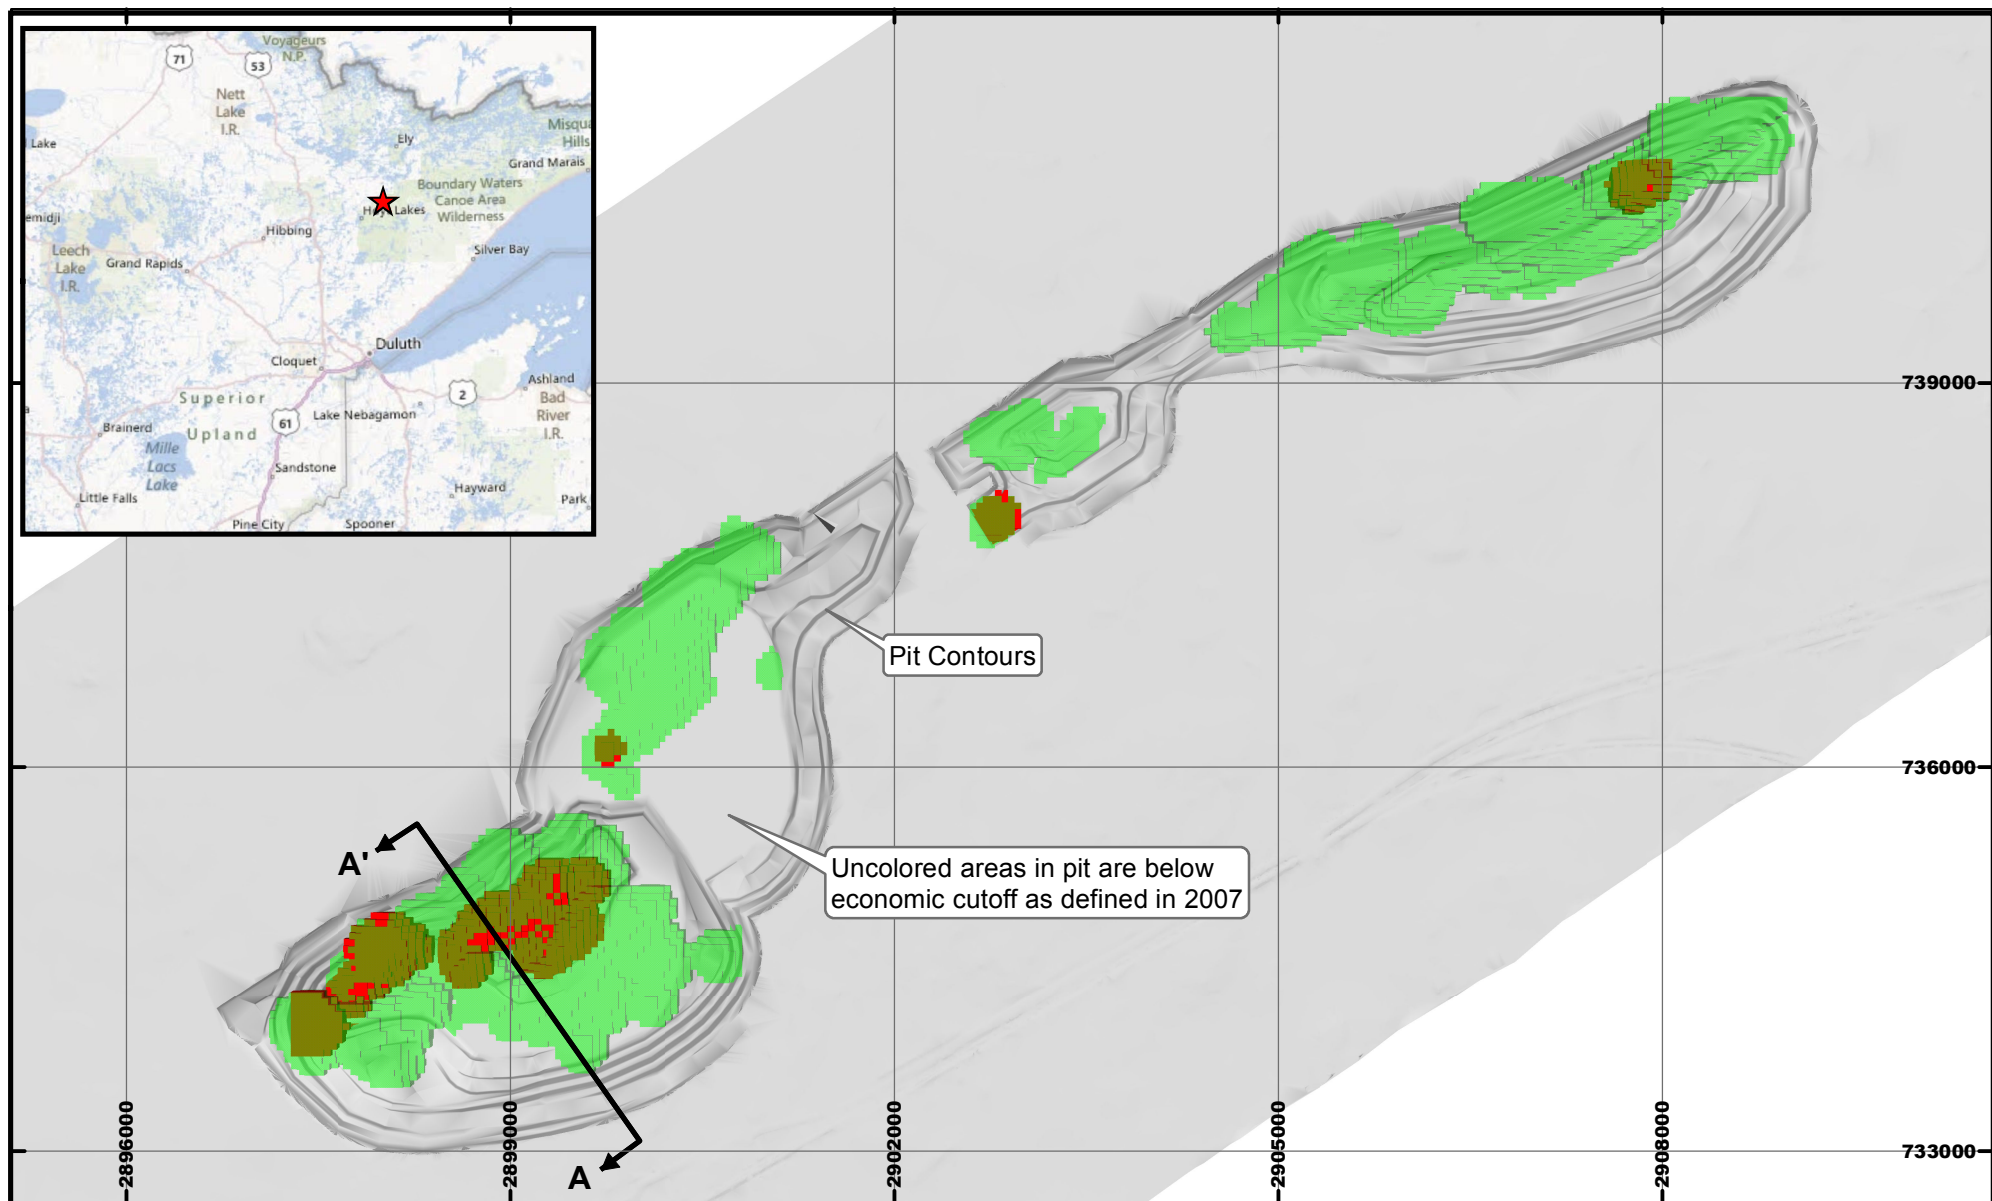 Voyageurs
N.P.
71
53
Nett
Lake
I.R.
Ely
Misqua
Hills
Lake
Grand Marais
Boundary Waters
Canoe Area
Wilderness
Lakes
emidji
Hibbing
Silver Bay
Leech
Lake
I.R.
Grand Rapids
Duluth
Cloquet
Ashland
Bad
River
I.R.
2
Superior
Upland
61
Lake Nebagamon
Brainerd
Mille
Lacs
Lake
Sandstone
Little Falls
Hayward
Park
Pine City
Spooner
739000
Pit Contours
736000
A'
Uncolored areas in pit are below
economic cutoff as defined in 2007
2896000
2899000
2902000
2905000
2908000
733000
A